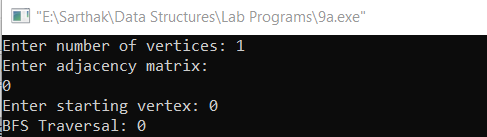 "E:\Sarthak\Data Structures\Lab Programs\9a.exe"
Enter number of vertices: 1
Enter adjacency matrix:
0
Enter starting vertex: 0
BFS Traversal: 0